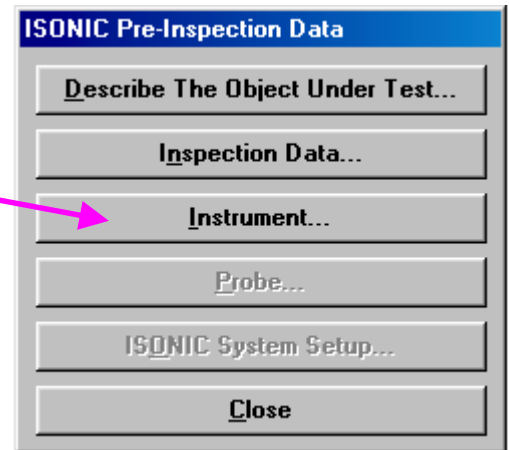 ISONIC Pre-Inspection Data
Describe The Object Under Test...
Inspection Data...
Instrument...
Probe...
ISONIC System Setup...
Close